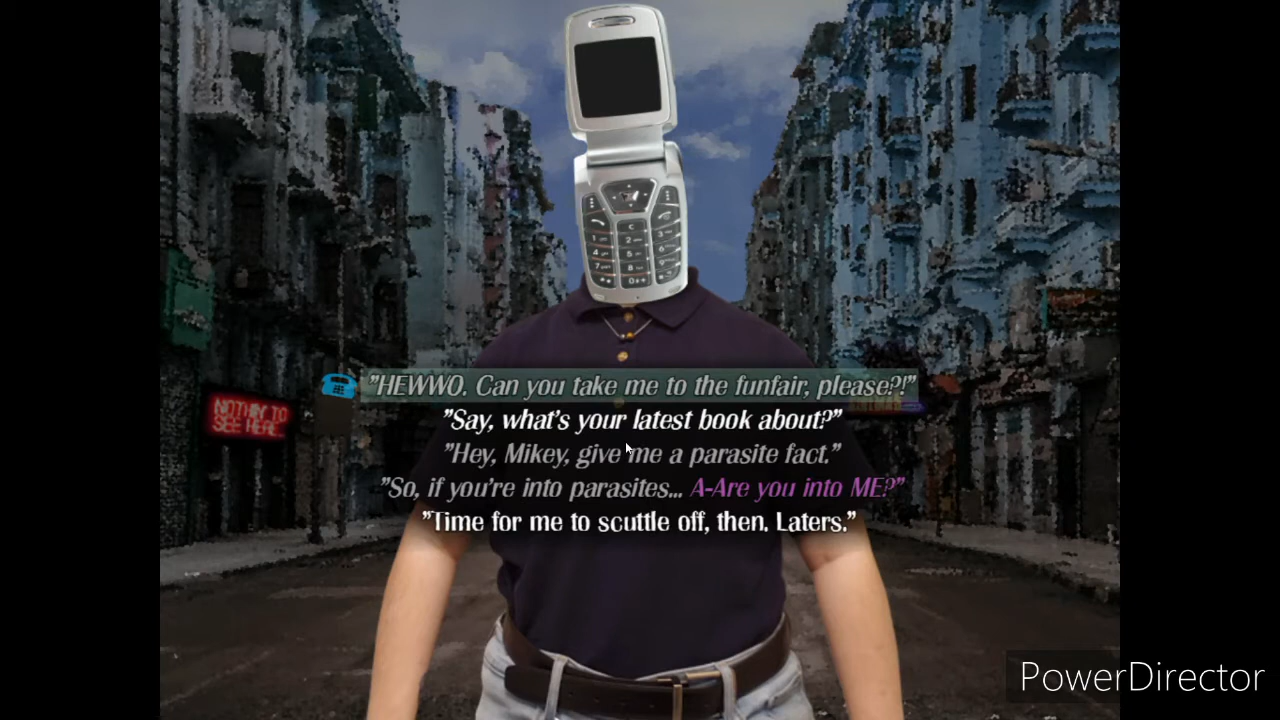 "HEWWO. Can you take me to the funfair, please?!"
"Say, what's your latest book about?"
"Hey, Mikey, give me a parasite fact."
"So, if you're into parasites... A-Are you into ME?"
"Time for me to scuttle off, then. Laters."
NOTHIN' TO
SEE HERE.
PowerDirector